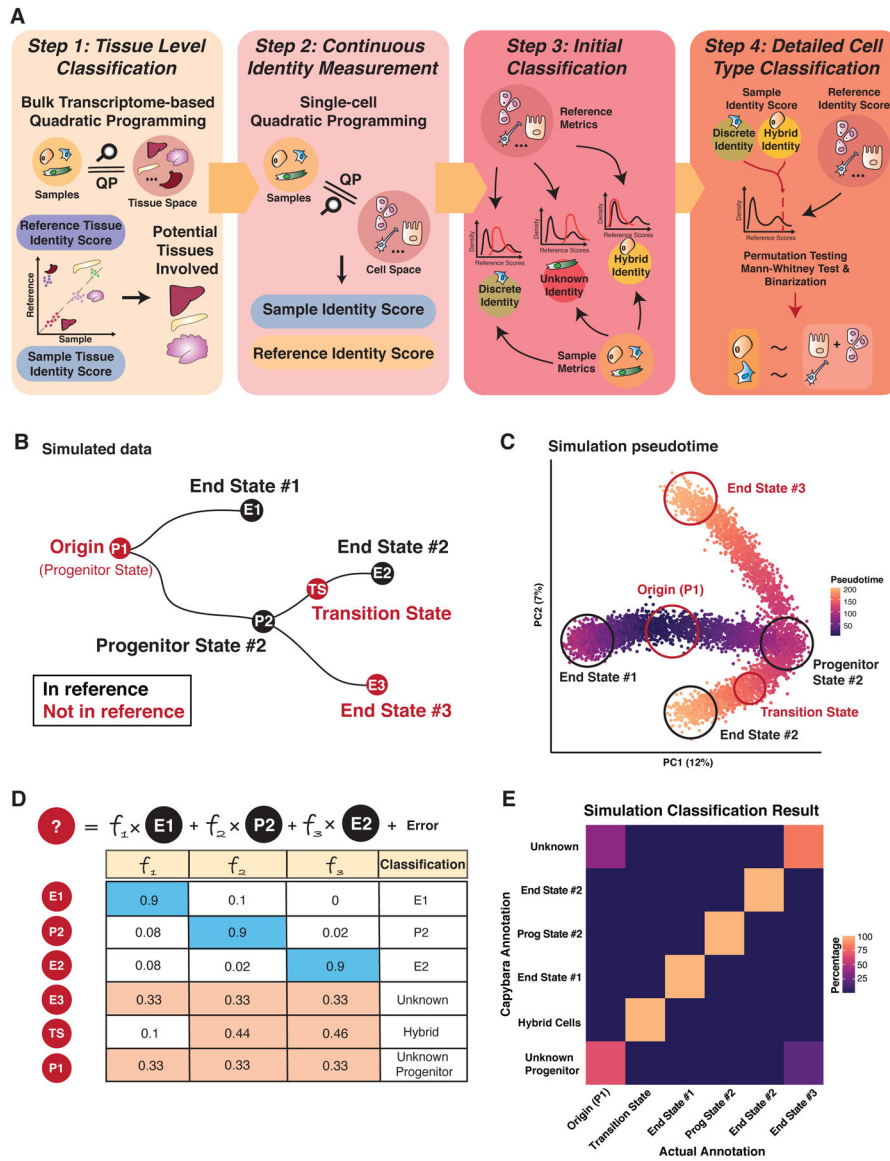 A
Step 1: Tissue Level
Classification
Bulk Transcriptome-based
Quadratic Programming
Samples
QP
...
Tissue Space
Reference Tissue
Identity Score
Reference
Sample
Sample Tissue
Identity Score
Potential
Tissues
Involved
Step 2: Continuous
Identity Measurement
Single-cell
Quadratic Programming
Samples
QP
...
Cell Space
Sample Identity Score
Reference Identity Score
Step 3: Initial
Classification
...
Reference
Metrics
Density
Reference Scores
Density
Reference Scores
Density
Reference Scores
Discrete
Identity
Unknown
Identity
Hybrid
Identity
Sample
Metrics
Step 4: Detailed Cell
Type Classification
Sample
Identity Score
Reference
Identity Score
Discrete
Identity
Hybrid
Identity
...
Density
Reference Scores
Permutation Testing
Mann-Whitney Test &
Binarization
~ +
~
B
Simulated data
End State #1
E1
Origin P1
(Progenitor State)
End State #2
TS E2
Transition State
P2
Progenitor State #2
E3
End State #3
In reference
Not in reference
C
Simulation pseudotime
End State #3
Origin (P1)
Pseudotime
200
150
100
50
PC2 (7%)
End State #1
Progenitor
State #2
Transition State
End State #2
PC1 (12%)
D
? = f1 × E1 + f2 × P2 + f3 × E2 + Error
f1 f2 f3 Classification
E1 0.9 0.1 0 E1
P2 0.08 0.9 0.02 P2
E2 0.08 0.02 0.9 E2
E3 0.33 0.33 0.33 Unknown
TS 0.1 0.44 0.46 Hybrid
P1 0.33 0.33 0.33 Unknown
Progenitor
E
Simulation Classification Result
Capybara Annotation
Unknown
End State #2
Prog State #2
End State #1
Hybrid Cells
Unknown
Progenitor
Percentage
100
75
50
25
Origin (P1)
Transition State
End State #1
Prog State #2
End State #2
End State #3
Actual Annotation